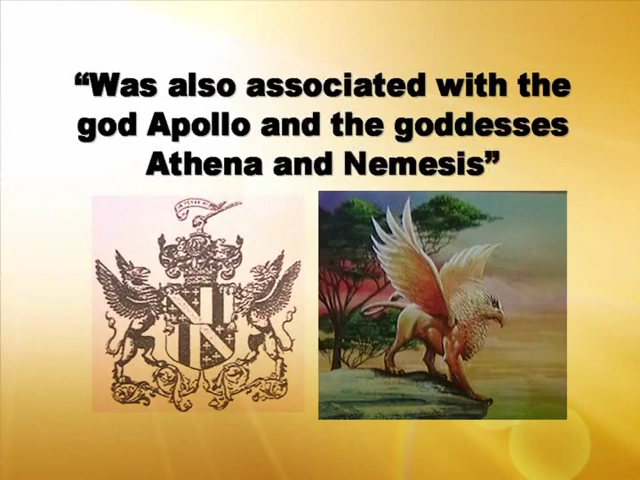 “Was also associated with the
god Apollo and the goddesses
Athena and Nemesis”